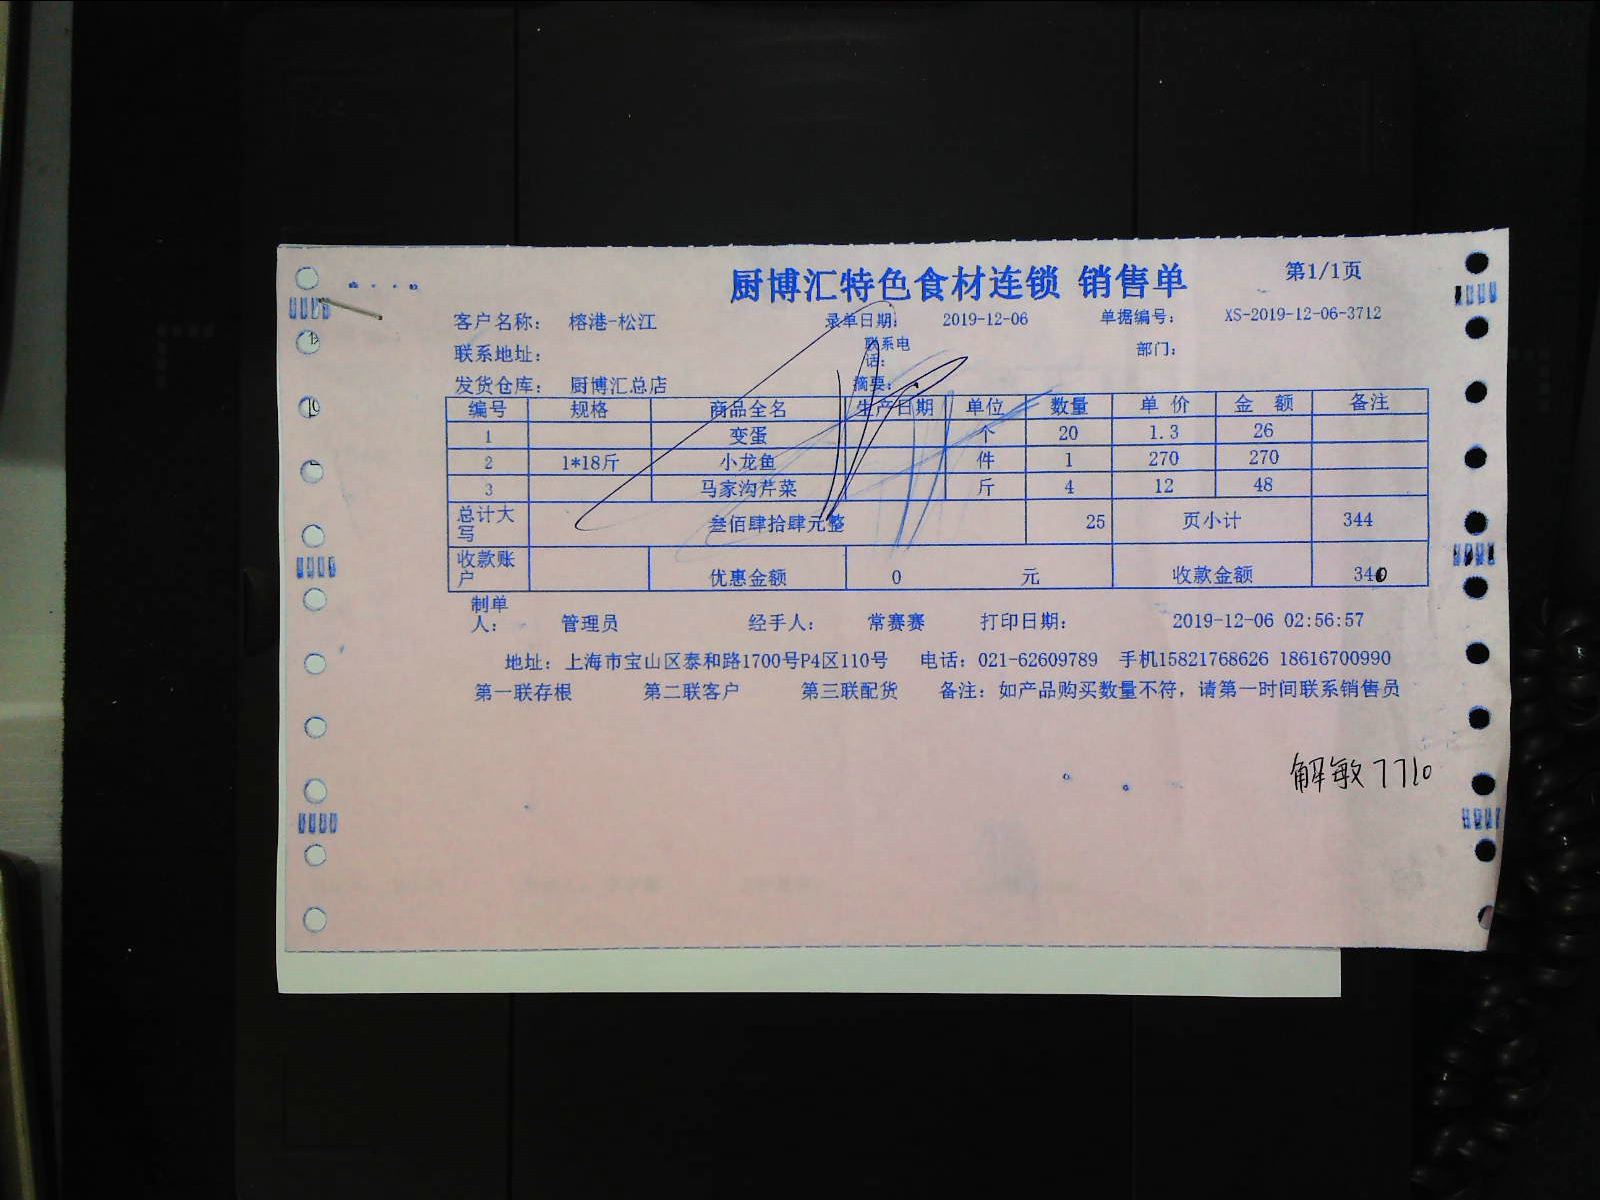 厨博汇特色食材连锁 销售单 第1/1页
客户名称： 榕港-松江 录单日期： 2019-12-06 单据编号： XS-2019-12-06-3712
联系地址： 联系电话： 部门：
发货仓库： 厨博汇总店 摘要：
编号 规格 商品全名 生产日期 单位 数量 单 价 金 额 备注
1 变蛋 个 20 1.3 26
2 1*18斤 小龙鱼 件 1 270 270
3 马家沟芹菜 斤 4 12 48
总计大写 叁佰肆拾肆元整 25 页小计 344
收款账户 优惠金额 0 元 收款金额 340
制单人： 管理员 经手人： 常赛赛 打印日期： 2019-12-06 02:56:57
地址：上海市宝山区泰和路1700号P4区110号 电话：021-62609789 手机15821768626 18616700990
第一联存根 第二联客户 第三联配货 备注：如产品购买数量不符，请第一时间联系销售员
解敏7710